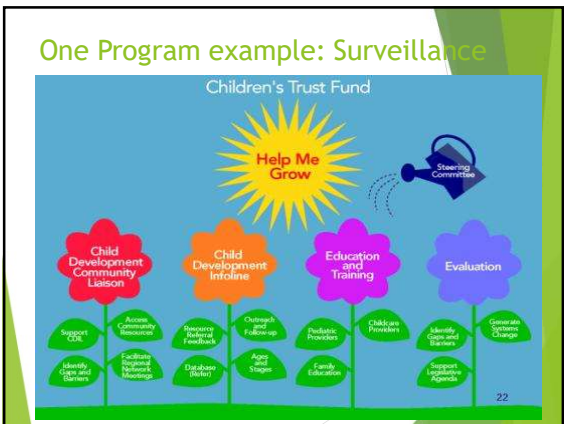 One Program example: Surveillance
Children's Trust Fund
Help Me
Grow
Steering
Committee
Child
Development
Community
Liaison
Child
Development
Infoline
Education
and
Training
Evaluation
Support
CDIL
Access
Community
Resources
Identify
Gaps and
Barriers
Facilitate
Regional
Network
Meetings
Resource
Referral
Feedback
Outreach
and
Follow-up
Database
(Refer)
Ages
and
Stages
Pediatric
Providers
Childcare
Providers
Family
Education
Identify
Gaps and
Barriers
Generate
Systems
Change
Support
Legislative
Agenda
22